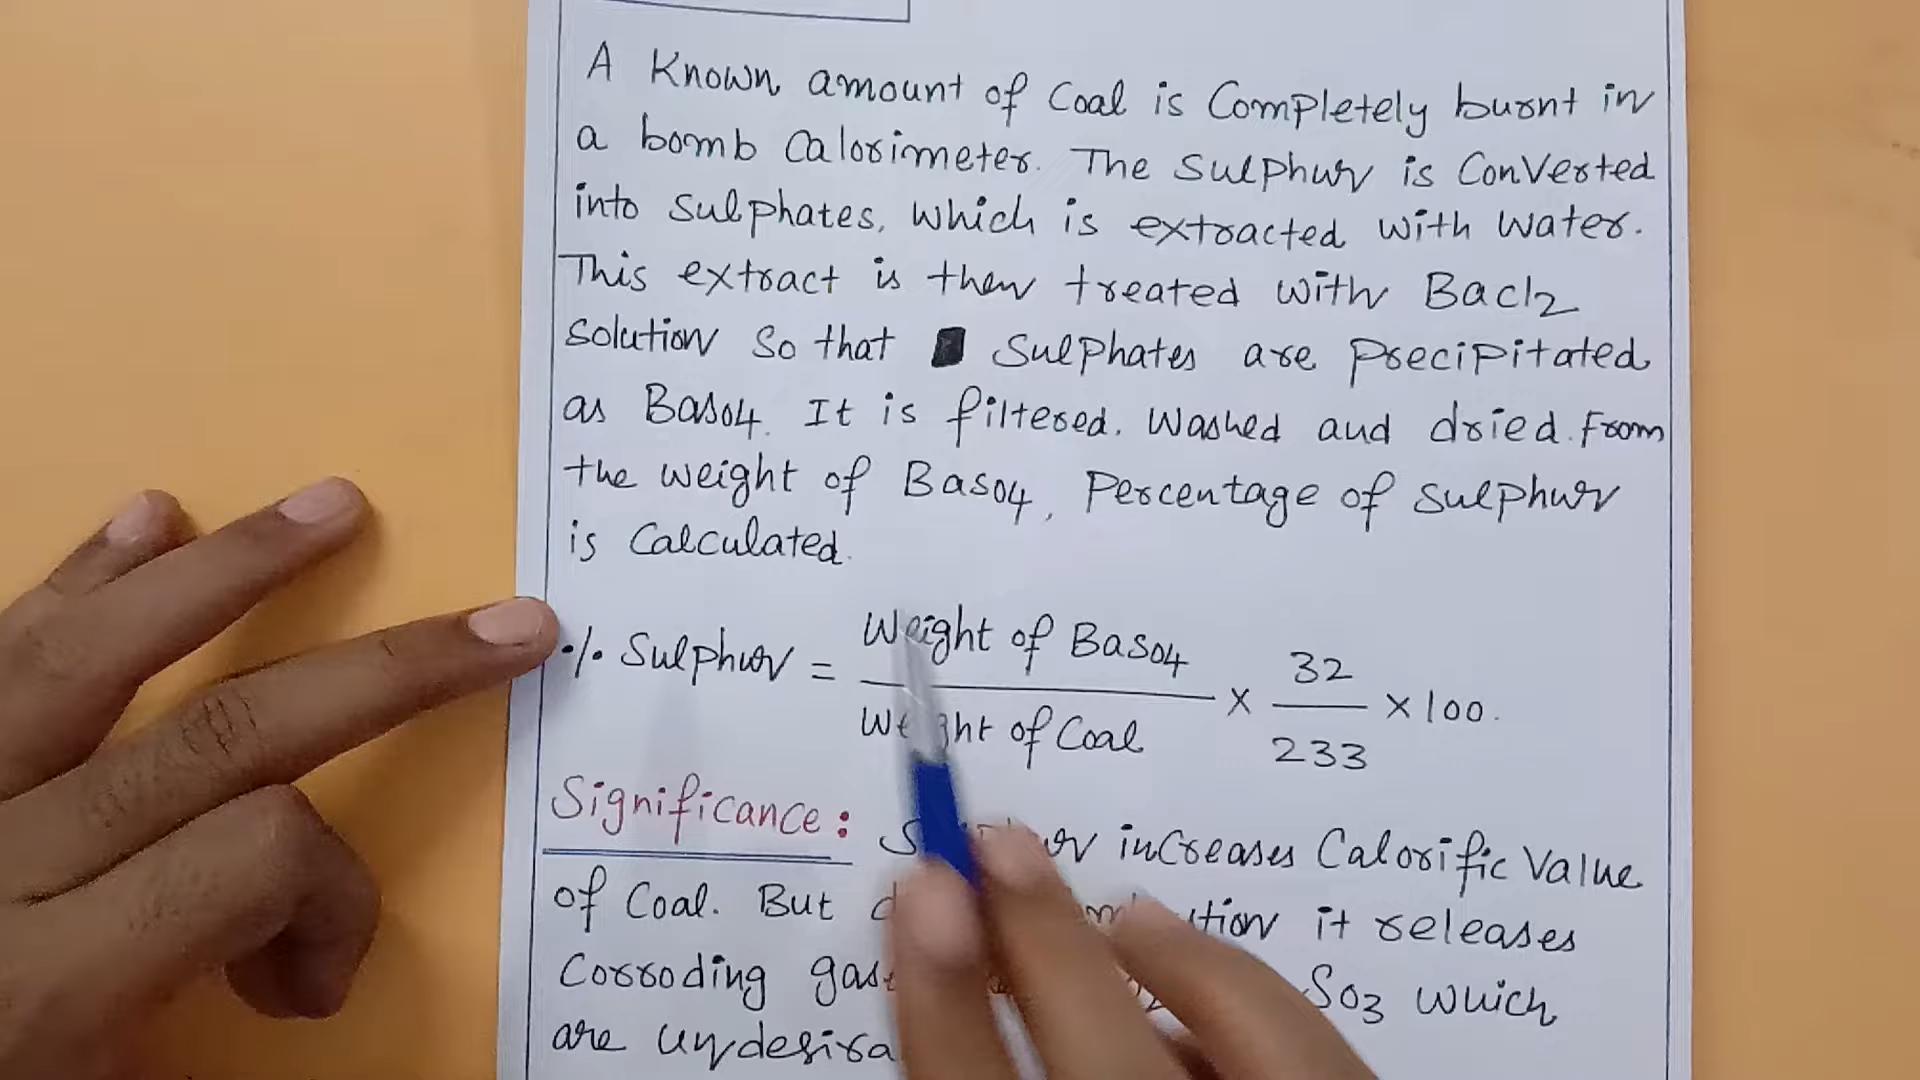 A Known amount of Coal is Completely burnt in
a bomb Calorimeter. The Sulphur is Converted
into Sulphates, which is extracted with water.
This extract is then treated with Bacl2
solution So that Sulphates are Precipitated
as Baso4. It is filtered. Washed and dried. From
the weight of Baso4, Percentage of Sulphur
is Calculated.
% Sulphur = Weight of Baso4 / Weight of Coal × 32 / 233 × 100.
Significance: increases Calorific Value
of Coal. But it releases
Corroding So3 which
are